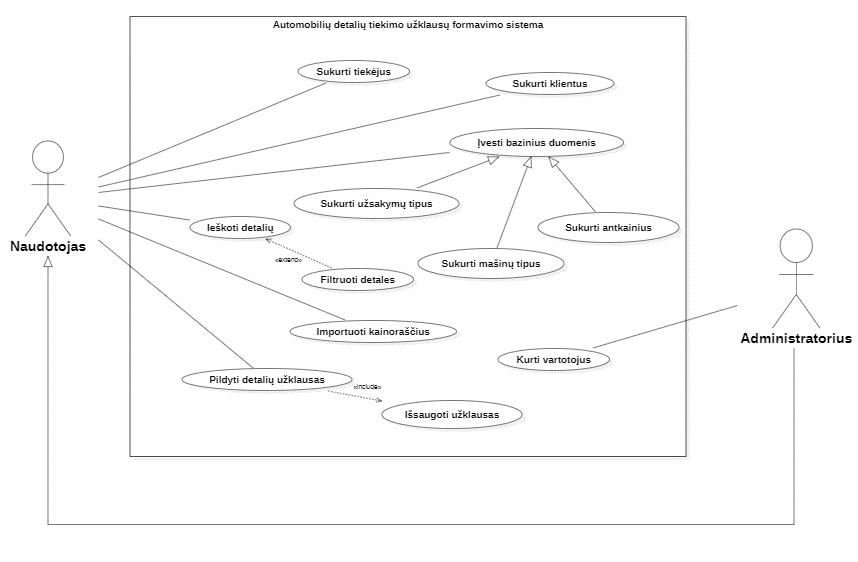 Automobilių detalių tiekimo užklausų formavimo sistema
Sukurti tiekėjus
Sukurti klientus
Įvesti bazinius duomenis
Sukurti užsakymų tipus
Ieškoti detalių
Sukurti antkainius
Naudotojas
«extend»
Sukurti mašinų tipus
Filtruoti detales
Importuoti kainoraščius
Administratorius
Kurti vartotojus
Pildyti detalių užklausas
«include»
Išsaugoti užklausas